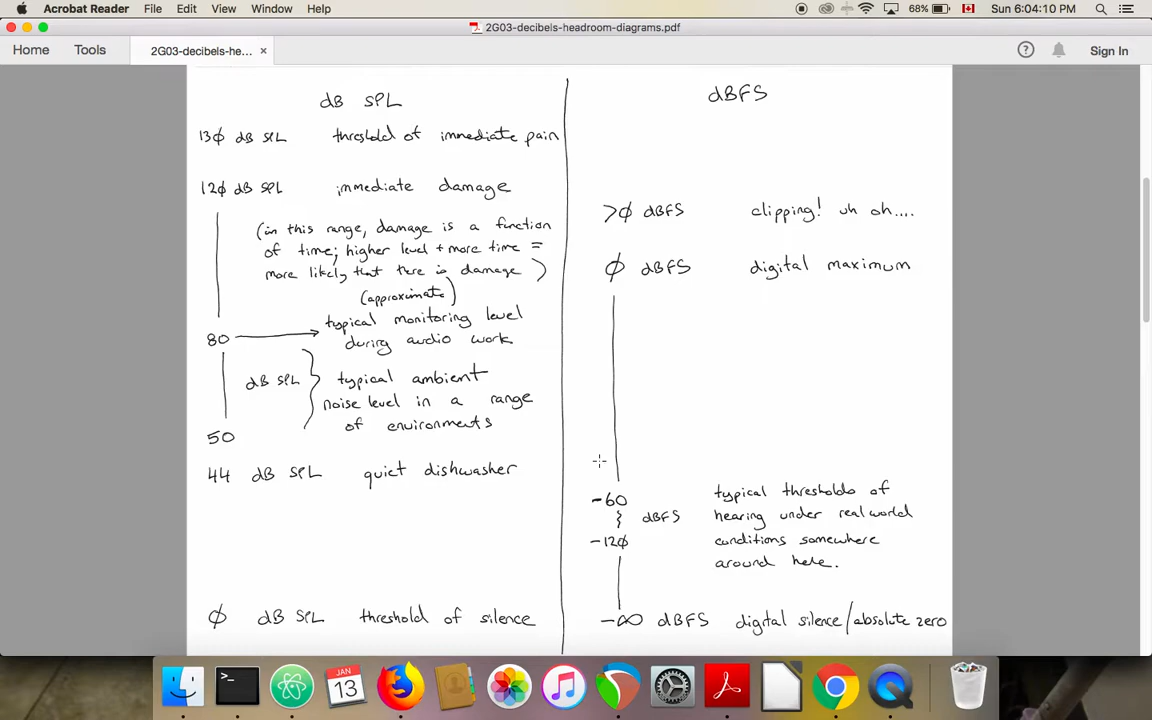 Acrobat Reader File Edit View Window Help 68% Sun 6:04:10 PM
2G03-decibels-headroom-diagrams.pdf
Home Tools 2G03-decibels-he... × ? Sign In
dB SPL
13∅ dB SPL threshold of immediate pain
12∅ dB SPL immediate damage
(in this range, damage is a function
of time; higher level + more time =
more likely that there is damage)
(approximate)
typical monitoring level
80
during audio work
dB SPL
typical ambient
noise level in a range
of environments
50
44 dB SPL quiet dishwasher
∅ dB SPL threshold of silence
dBFS
>∅ dBFS clipping! uh oh....
∅ dBFS digital maximum
-60
dBFS
-12∅
typical thresholds of
hearing under real world
conditions somewhere
around here.
-∞ dBFS digital silence/absolute zero
JAN
13